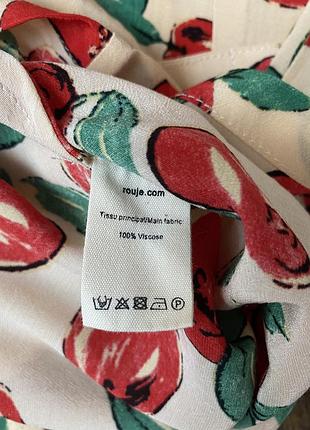 rouje.com
Tissu principal/Main fabric
100% Viscose
P